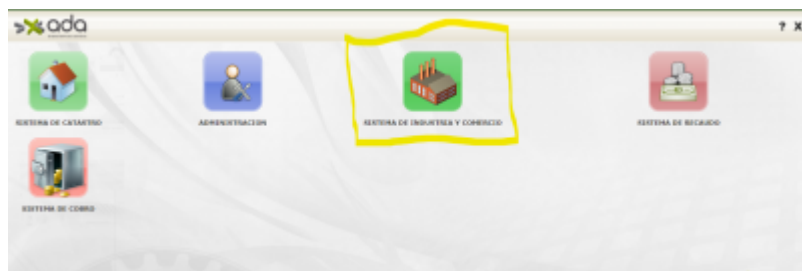 ada
? X
SISTEMA DE CATASTRO
ADMINISTRACION
SISTEMA DE INDUSTRIA Y COMERCIO
SISTEMA DE RECAUDO
SISTEMA DE COBRO